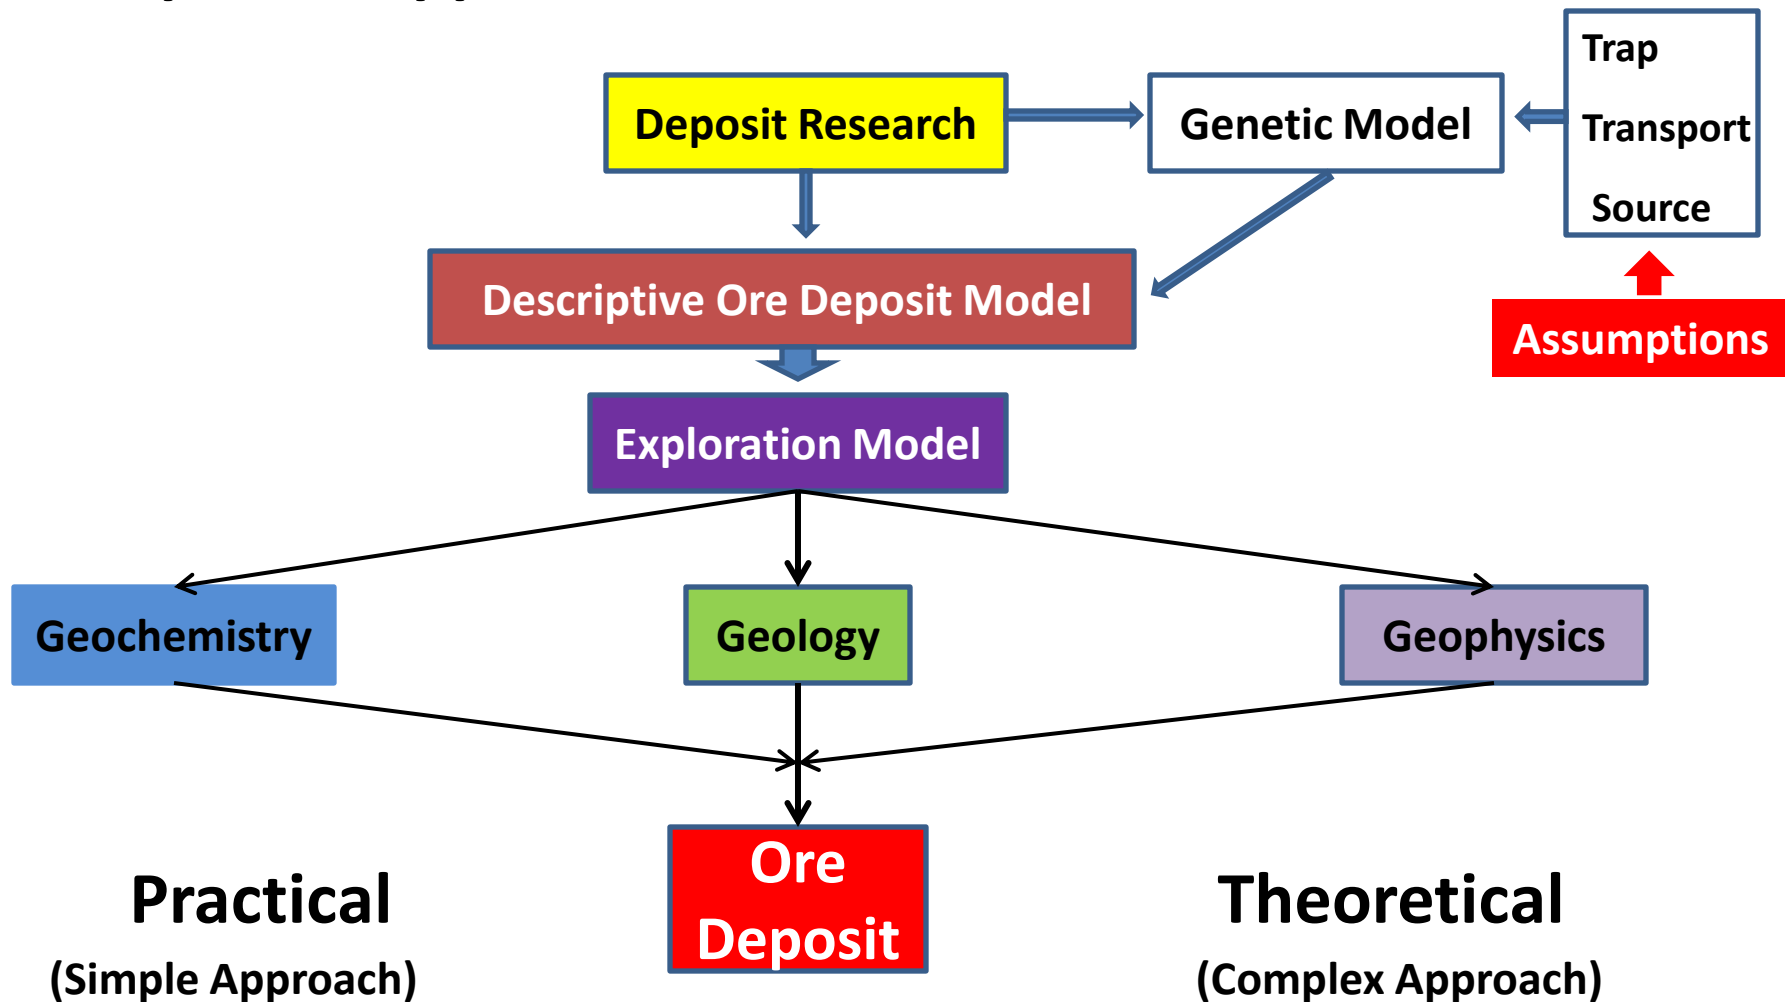 Trap
Deposit Research
Genetic Model
Transport
Source
Descriptive Ore Deposit Model
Assumptions
Exploration Model
Geochemistry
Geology
Geophysics
Ore
Deposit
Practical
(Simple Approach)
Theoretical
(Complex Approach)